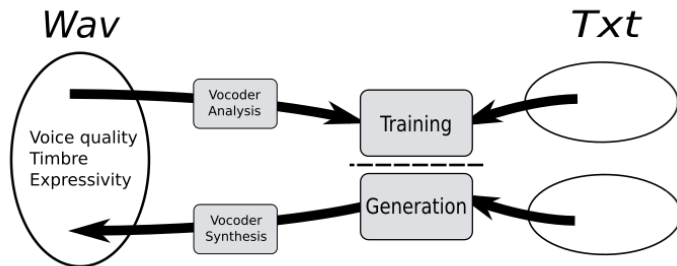 Wav
Txt
Vocoder
Analysis
Training
Voice quality
Timbre
Expressivity
Generation
Vocoder
Synthesis